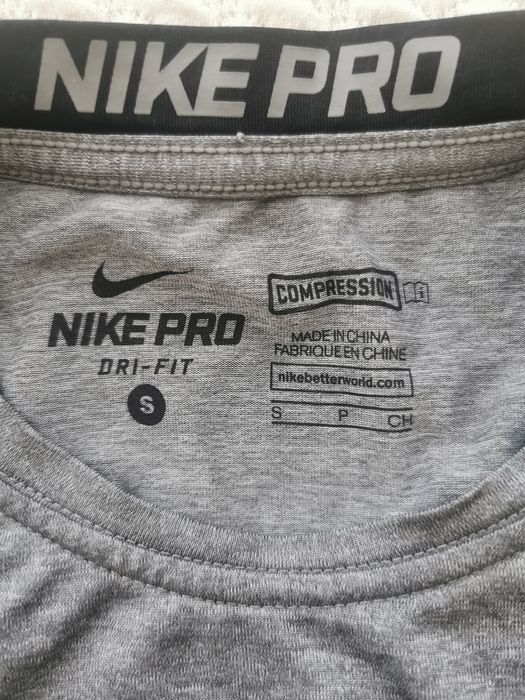 NIKE PRO
NIKE PRO
DRI-FIT
S
COMPRESSION
MADE IN CHINA
FABRIQUE EN CHINE
nikebetterworld.com
S P CH